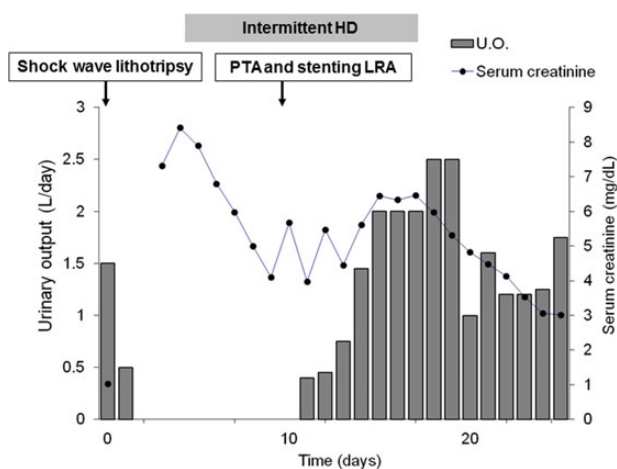 Intermittent HD
U.O.
Serum creatinine
Shock wave lithotripsy
PTA and stenting LRA
3
2.5
2
1.5
1
0.5
0
Urinary output (L/day)
9
8
7
6
5
4
3
2
1
0
Serum creatinine (mg/dL)
0
10
20
Time (days)